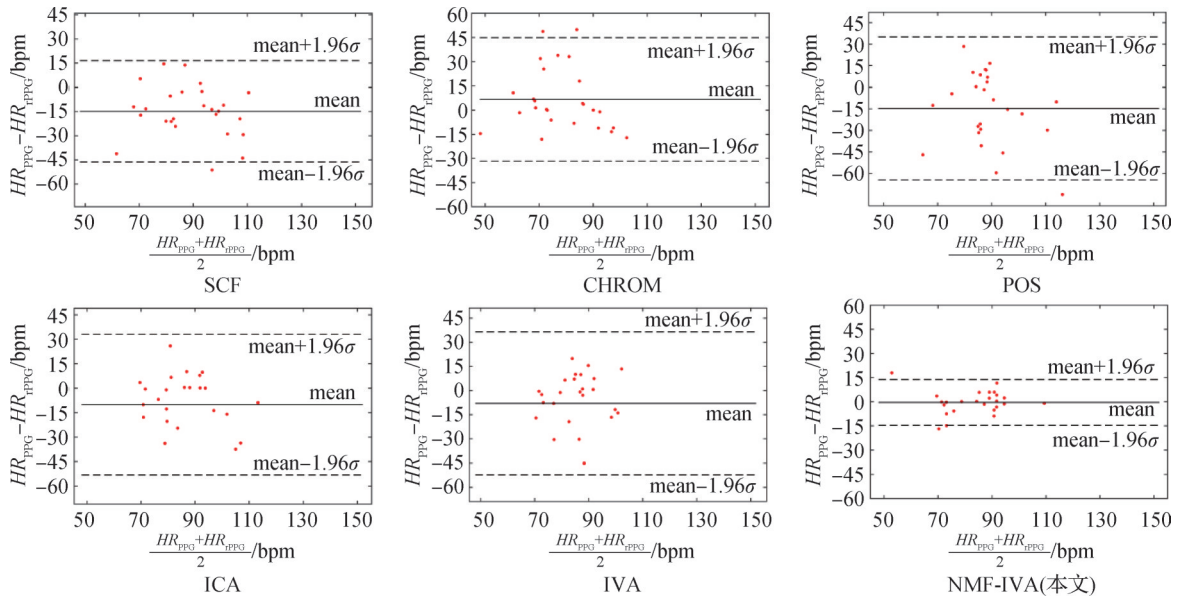 45
30
15
0
−15
−30
−45
−60
HR_PPG−HR_rPPG/bpm
mean+1.96σ
mean
mean−1.96σ
50 70 90 110 130 150
HR_PPG+HR_rPPG
2
/bpm
SCF
60
45
30
15
0
−15
−30
−45
−60
HR_PPG−HR_rPPG/bpm
mean+1.96σ
mean
mean−1.96σ
50 70 90 110 130 150
HR_PPG+HR_rPPG
2
/bpm
CHROM
45
30
15
0
−15
−30
−45
−60
HR_PPG−HR_rPPG/bpm
mean+1.96σ
mean
mean−1.96σ
50 70 90 110 130 150
HR_PPG+HR_rPPG
2
/bpm
POS
45
30
15
0
−15
−30
−45
−60
HR_PPG−HR_rPPG/bpm
mean+1.96σ
mean
mean−1.96σ
50 70 90 110 130 150
HR_PPG+HR_rPPG
2
/bpm
ICA
45
30
15
0
−15
−30
−45
−60
HR_PPG−HR_rPPG/bpm
mean+1.96σ
mean
mean−1.96σ
50 70 90 110 130 150
HR_PPG+HR_rPPG
2
/bpm
IVA
60
45
30
15
0
−15
−30
−45
−60
HR_PPG−HR_rPPG/bpm
mean+1.96σ
mean
mean−1.96σ
50 70 90 110 130 150
HR_PPG+HR_rPPG
2
/bpm
NMF-IVA(本文)